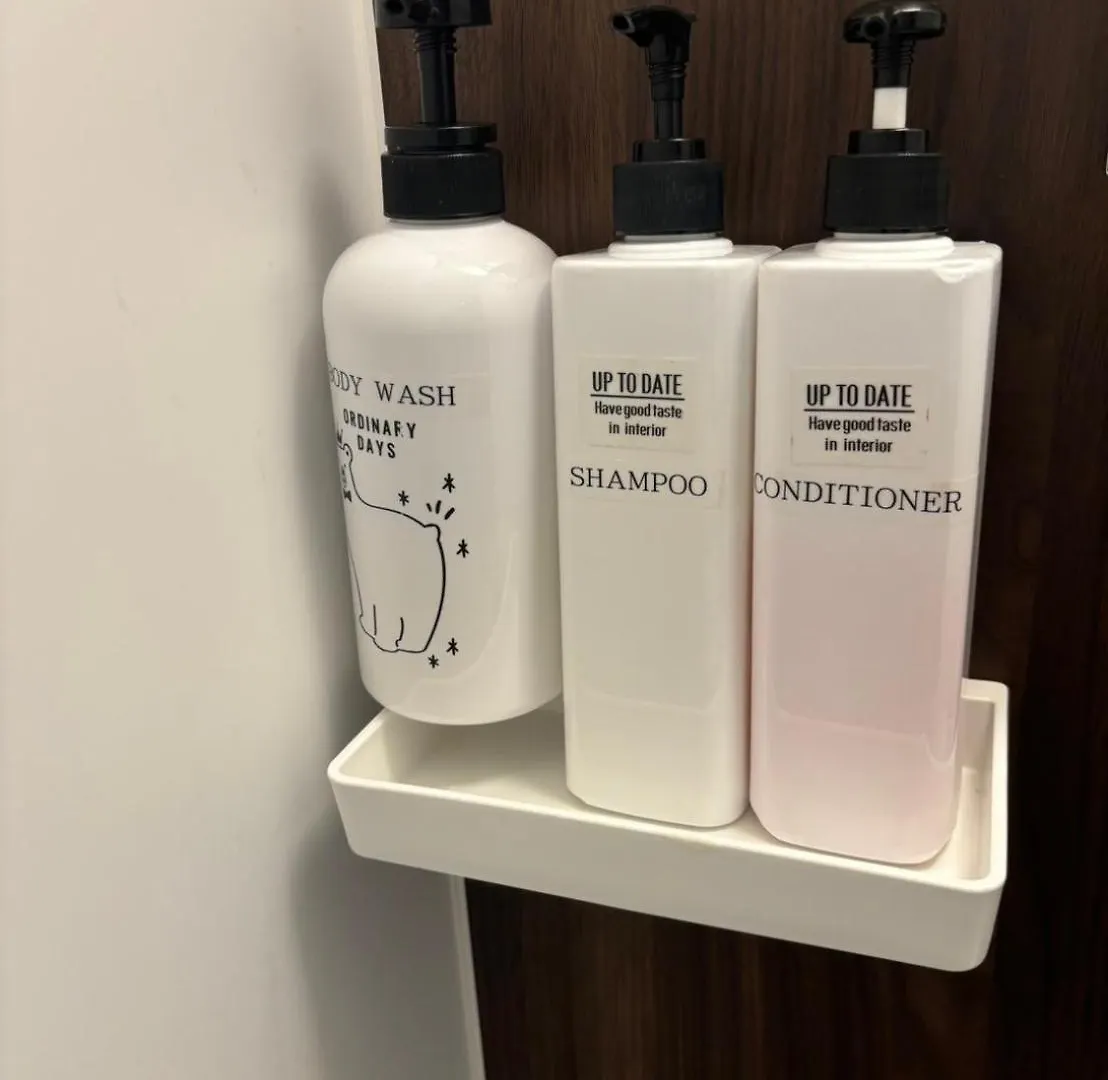 BODY WASH
ORDINARY
DAYS
UP TO DATE
Have good taste
in interior
SHAMPOO
UP TO DATE
Have good taste
in interior
CONDITIONER